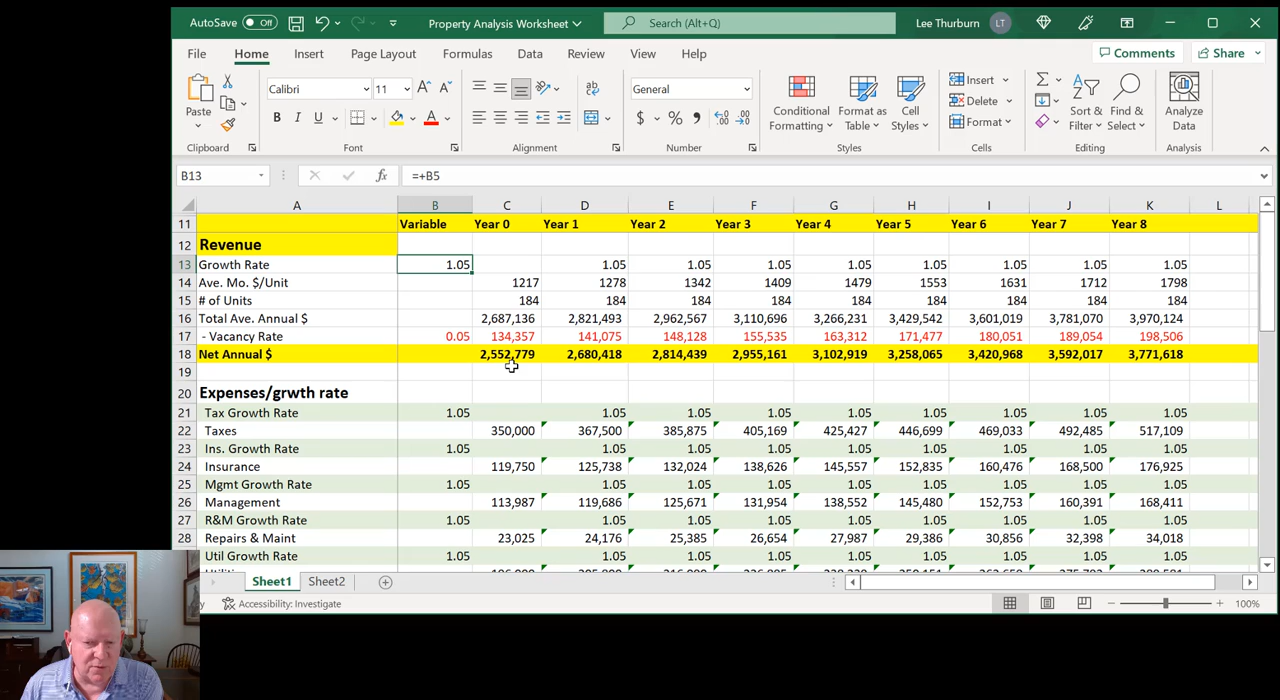 AutoSave Off Property Analysis Worksheet Search (Alt+Q) Lee Thurburn LT
File Home Insert Page Layout Formulas Data Review View Help Comments Share
Paste Calibri 11 General Conditional Formatting Format as Table Cell Styles Insert Delete Format Sort & Filter Find & Select Analyze Data
Clipboard Font Alignment Number Styles Cells Editing Analysis
B13 =+B5
A B C D E F G H I J K L
11 Variable Year 0 Year 1 Year 2 Year 3 Year 4 Year 5 Year 6 Year 7 Year 8
12 Revenue
13 Growth Rate 1.05 1.05 1.05 1.05 1.05 1.05 1.05 1.05 1.05
14 Ave. Mo. $/Unit 1217 1278 1342 1409 1479 1553 1631 1712 1798
15 # of Units 184 184 184 184 184 184 184 184 184
16 Total Ave. Annual $ 2,687,136 2,821,493 2,962,567 3,110,696 3,266,231 3,429,542 3,601,019 3,781,070 3,970,124
17 - Vacancy Rate 0.05 134,357 141,075 148,128 155,535 163,312 171,477 180,051 189,054 198,506
18 Net Annual $ 2,552,779 2,680,418 2,814,439 2,955,161 3,102,919 3,258,065 3,420,968 3,592,017 3,771,618
19
20 Expenses/grwth rate
21 Tax Growth Rate 1.05 1.05 1.05 1.05 1.05 1.05 1.05 1.05 1.05
22 Taxes 350,000 367,500 385,875 405,169 425,427 446,699 469,033 492,485 517,109
23 Ins. Growth Rate 1.05 1.05 1.05 1.05 1.05 1.05 1.05 1.05 1.05
24 Insurance 119,750 125,738 132,024 138,626 145,557 152,835 160,476 168,500 176,925
25 Mgmt Growth Rate 1.05 1.05 1.05 1.05 1.05 1.05 1.05 1.05 1.05
26 Management 113,987 119,686 125,671 131,954 138,552 145,480 152,753 160,391 168,411
27 R&M Growth Rate 1.05 1.05 1.05 1.05 1.05 1.05 1.05 1.05 1.05
28 Repairs & Maint 23,025 24,176 25,385 26,654 27,987 29,386 30,856 32,398 34,018
Util Growth Rate 1.05 1.05 1.05 1.05 1.05 1.05 1.05 1.05 1.05
Sheet1 Sheet2
Accessibility: Investigate 100%